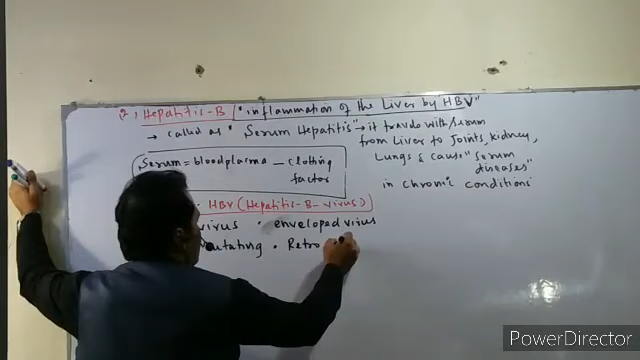 2, Hepatitis-B "inflammation of the Liver by HBV"
→ called as "Serum Hepatitis" → it travels with serum
from Liver to Joints, kidney,
Lungs & cause "Serum
diseases"
in chronic conditions
Serum = bloodplasma — clotting
factor
HBV (Hepatitis-B-virus)
virus • enveloped virus
mutating • Retro
PowerDirector